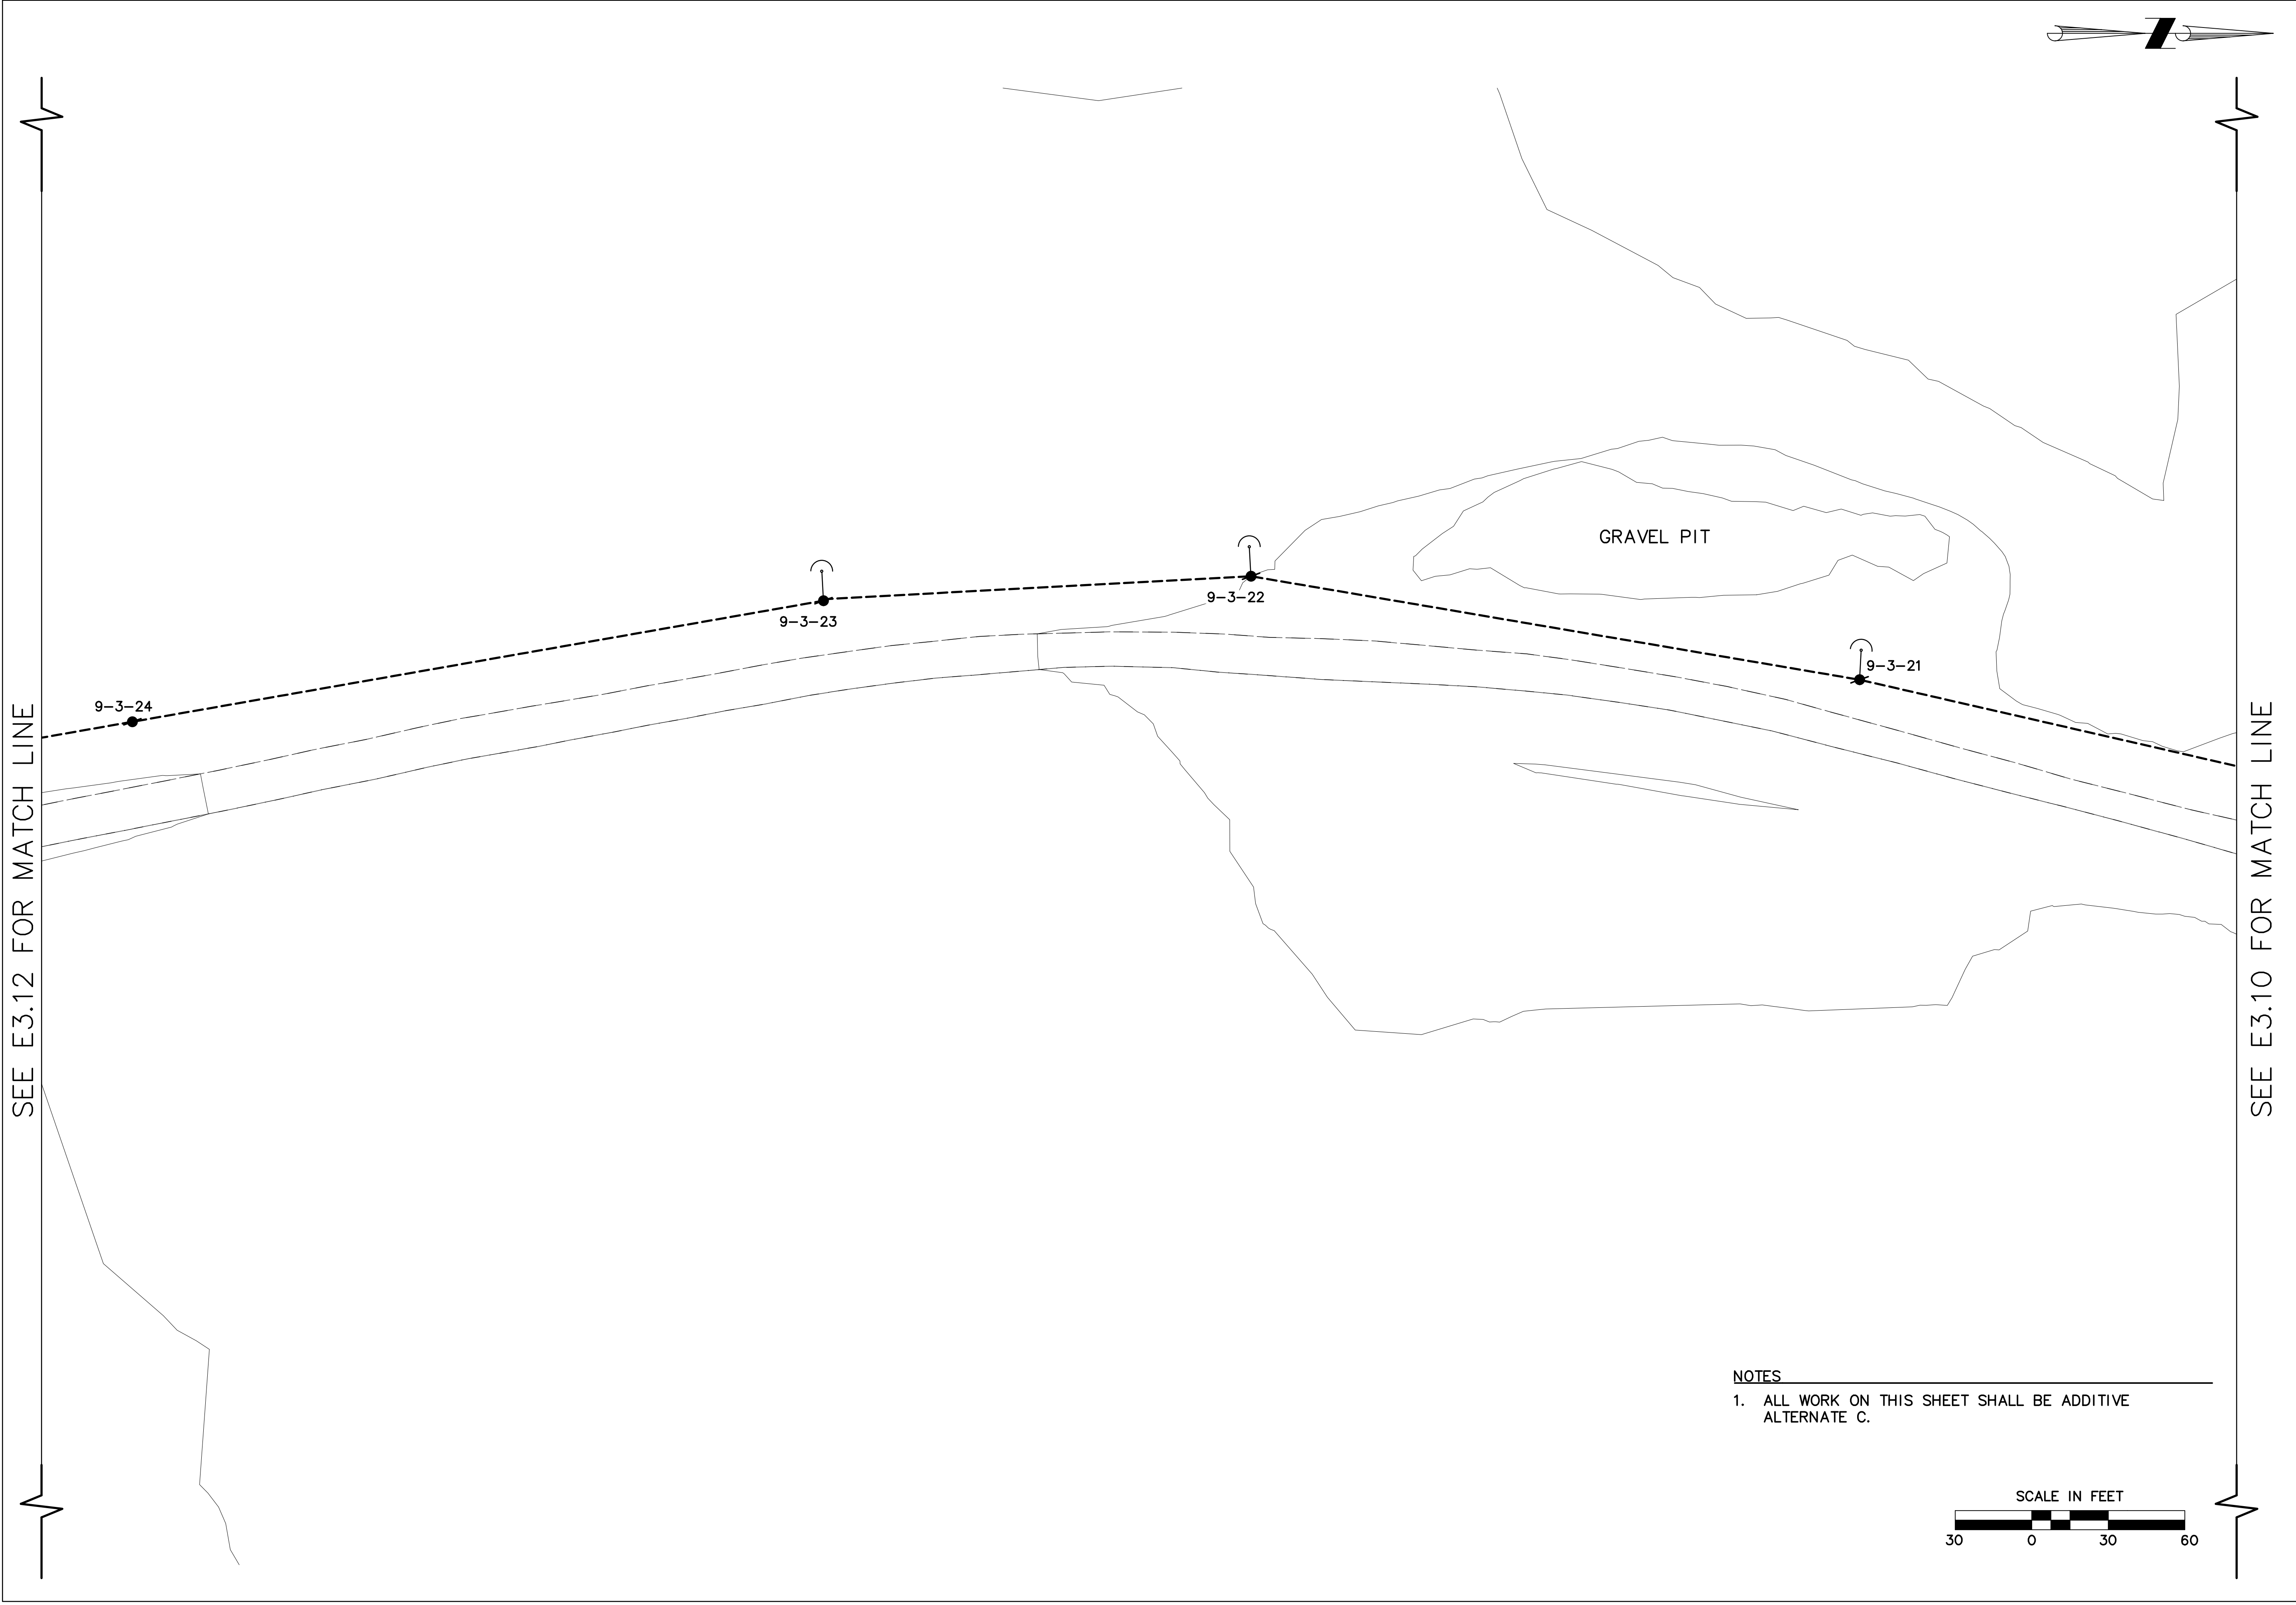 GRAVEL PIT
9-3-22
9-3-23
9-3-21
9-3-24
SEE E3.12 FOR MATCH LINE
SEE E3.10 FOR MATCH LINE
NOTES
1. ALL WORK ON THIS SHEET SHALL BE ADDITIVE
ALTERNATE C.
SCALE IN FEET
30 0 30 60